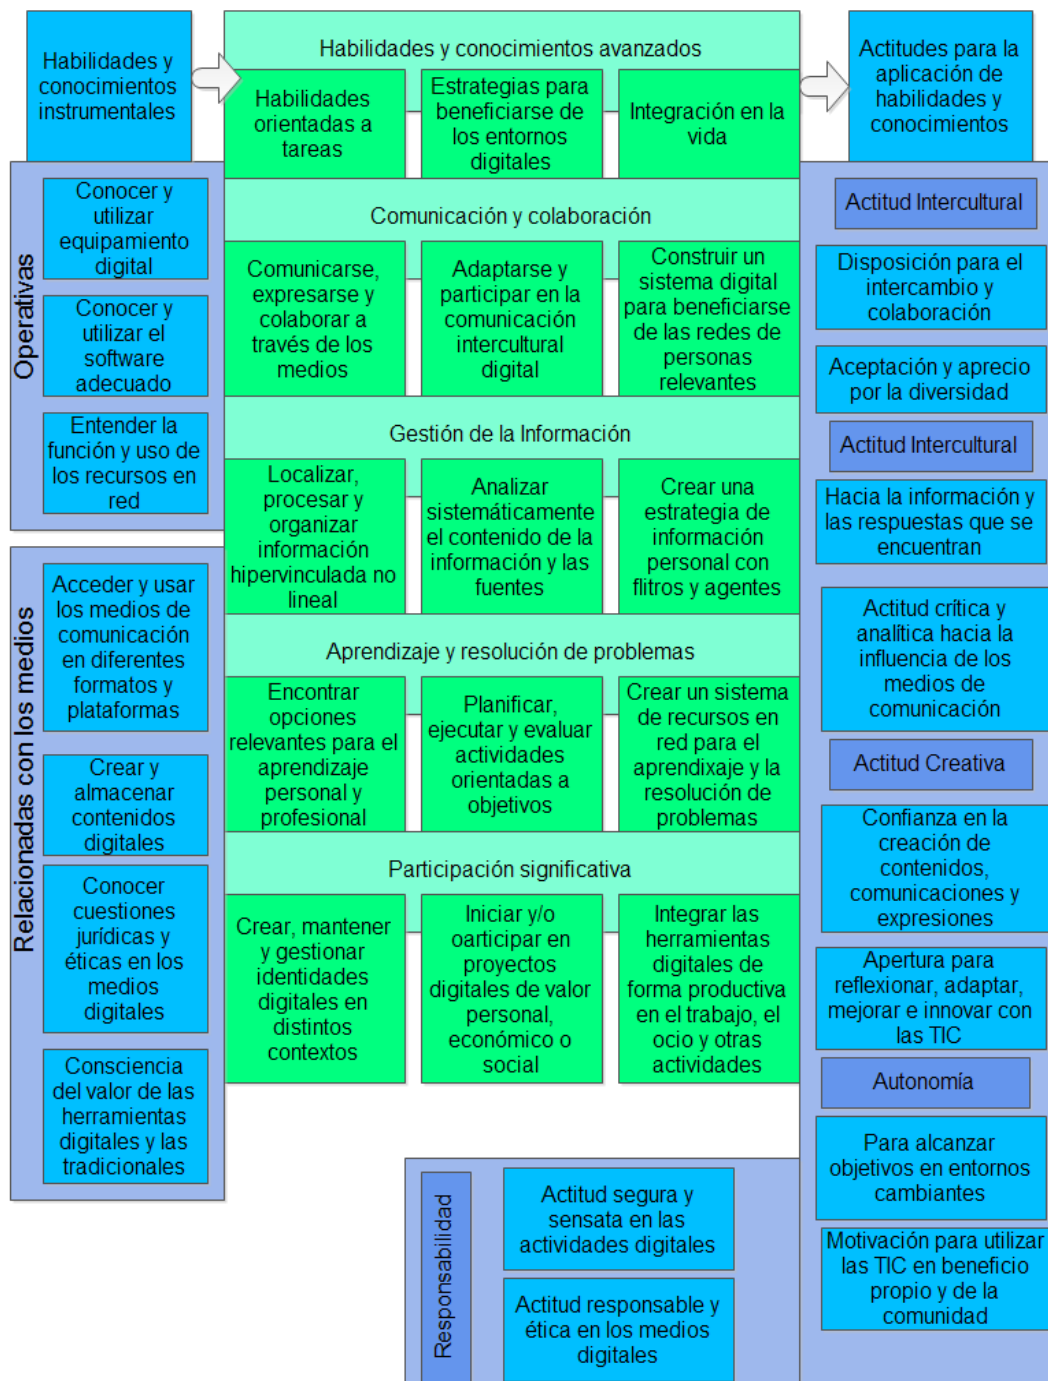 Habilidades y
conocimientos
instrumentales
Habilidades y conocimientos avanzados
Habilidades
orientadas a
tareas
Estrategias para
beneficiarse de
los entornos
digitales
Integración en la
vida
Actitudes para la
aplicación de
habilidades y
conocimientos
Operativas
Conocer y
utilizar
equipamiento
digital
Conocer y
utilizar el
software
adecuado
Entender la
función y uso de
los recursos en
red
Relacionadas con los medios
Acceder y usar
los medios de
comunicación
en diferentes
formatos y
plataformas
Crear y
almacenar
contenidos
digitales
Conocer
cuestiones
jurídicas y
éticas en los
medios
digitales
Consciencia
del valor de las
herramientas
digitales y las
tradicionales
Comunicación y colaboración
Comunicarse,
expresarse y
colaborar a
través de los
medios
Adaptarse y
participar en la
comunicación
intercultural
digital
Construir un
sistema digital
para beneficiarse
de las redes de
personas
relevantes
Gestión de la Información
Localizar,
procesar y
organizar
información
hipervinculada no
lineal
Analizar
sistemáticamente
el contenido de la
información y las
fuentes
Crear una
estrategia de
información
personal con
flitros y agentes
Aprendizaje y resolución de problemas
Encontrar
opciones
relevantes para el
aprendizaje
personal y
profesional
Planificar,
ejecutar y evaluar
actividades
orientadas a
objetivos
Crear un sistema
de recursos en
red para el
aprendixaje y la
resolución de
problemas
Participación significativa
Crear, mantener
y gestionar
identidades
digitales en
distintos
contextos
Iniciar y/o
oarticipar en
proyectos
digitales de valor
personal,
económico o
social
Integrar las
herramientas
digitales de
forma productiva
en el trabajo, el
ocio y otras
actividades
Actitud Intercultural
Disposición para el
intercambio y
colaboración
Aceptación y aprecio
por la diversidad
Actitud Intercultural
Hacia la información y
las respuestas que se
encuentran
Actitud crítica y
analítica hacia la
influencia de los
medios de
comunicación
Actitud Creativa
Confianza en la
creación de
contenidos,
comunicaciones y
expresiones
Apertura para
reflexionar, adaptar,
mejorar e innovar con
las TIC
Autonomía
Para alcanzar
objetivos en entornos
cambiantes
Motivación para utilizar
las TIC en beneficio
propio y de la
comunidad
Responsabilidad
Actitud segura y
sensata en las
actividades digitales
Actitud responsable y
ética en los medios
digitales